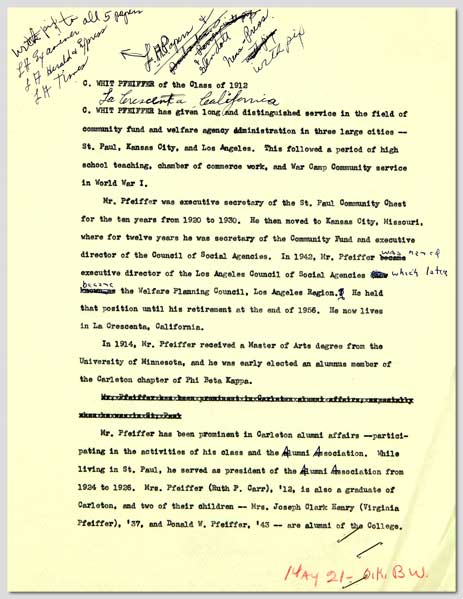 with pix to all 5 papers
LA Examiner
LA Herald & Express
LA Times
LA Papers &
Glendale
News Press
with pix
C. WHIT PFEIFFER of the Class of 1912
La Crescenta California
C. WHIT PFEIFFER has given long and distinguished service in the field of
community fund and welfare agency administration in three large cities --
St. Paul, Kansas City, and Los Angeles. This followed a period of high
school teaching, chamber of commerce work, and War Camp Community service
in World War I.
Mr. Pfeiffer was executive secretary of the St. Paul Community Chest
for the ten years from 1920 to 1930. He then moved to Kansas City, Missouri,
where for twelve years he was secretary of the Community Fund and executive
director of the Council of Social Agencies. In 1942, Mr. Pfeiffer became was named
executive director of the Los Angeles Council of Social Agencies which later
became
known as the Welfare Planning Council, Los Angeles Region. He held
that position until his retirement at the end of 1956. He now lives
in La Crescenta, California.
In 1914, Mr. Pfeiffer received a Master of Arts degree from the
University of Minnesota, and he was early elected an alumnus member of
the Carleton chapter of Phi Beta Kappa.
Mr. Pfeiffer has been prominent in Carleton alumni affairs, especially
when he was in St. Paul
Mr. Pfeiffer has been prominent in Carleton alumni affairs --partici-
pating in the activities of his class and the Alumni Association. While
living in St. Paul, he served as president of the Alumni Association from
1924 to 1926. Mrs. Pfeiffer (Ruth P. Carr), '12, is also a graduate of
Carleton, and two of their children -- Mrs. Joseph Clark Henry (Virginia
Pfeiffer), '37, and Donald W. Pfeiffer, '43 -- are alumni of the College.
May 21- O.K. B.W.